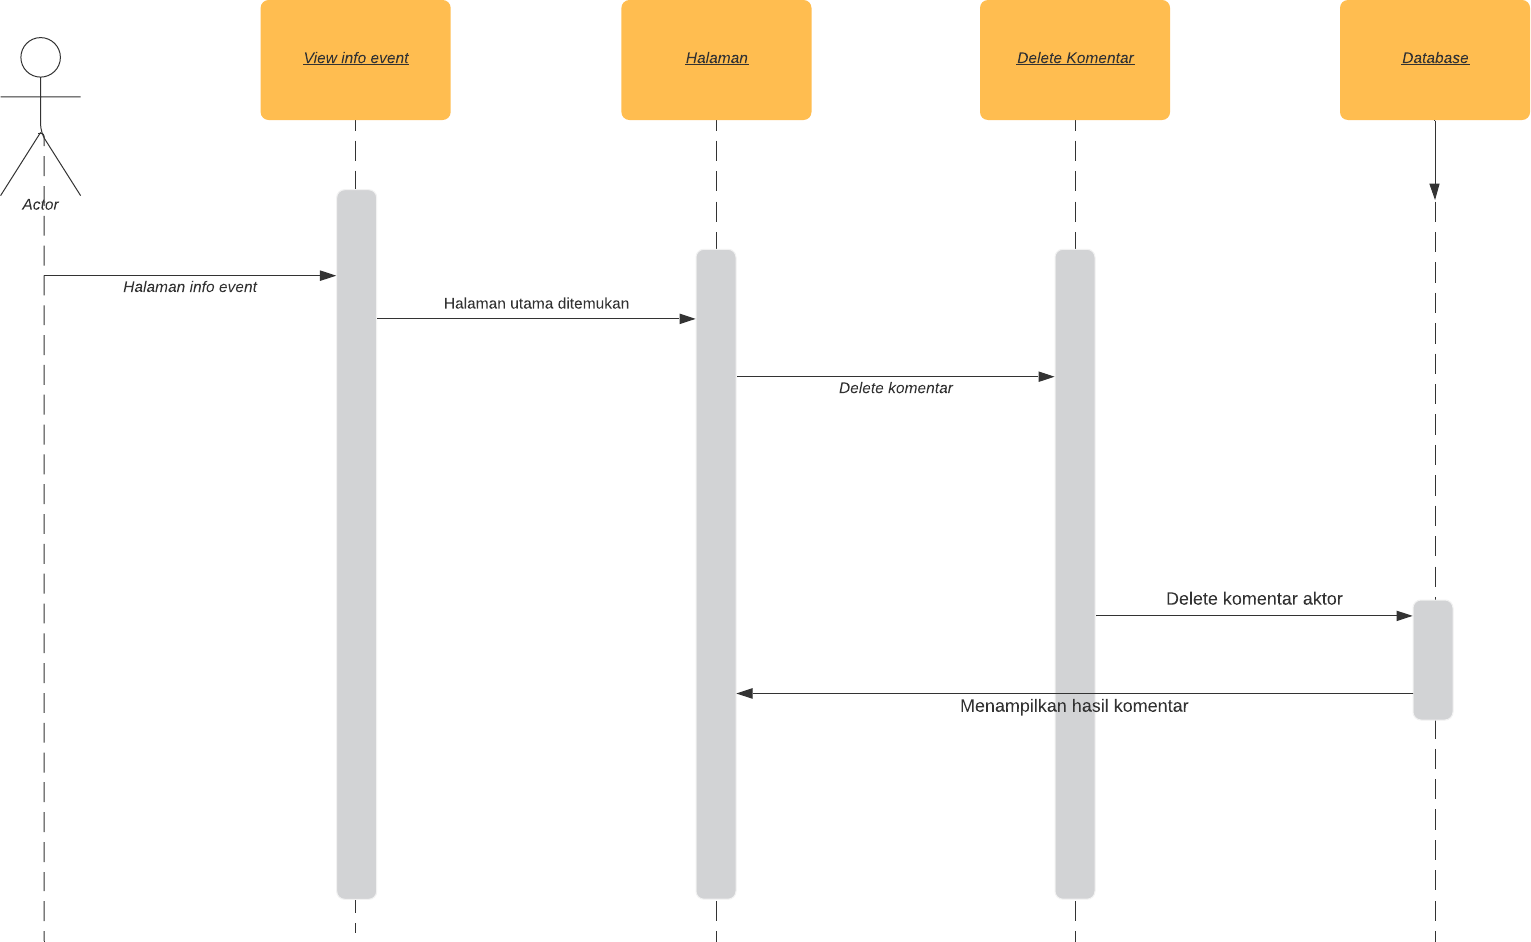 View info event
Halaman
Delete Komentar
Database
Actor
Halaman info event
Halaman utama ditemukan
Delete komentar
Delete komentar aktor
Menampilkan hasil komentar